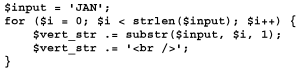 $input = 'JAN';
for ($i = 0; $i < strlen($input); $i++) {
    $vert_str .= substr($input, $i, 1);
    $vert_str .= '<br />';
}